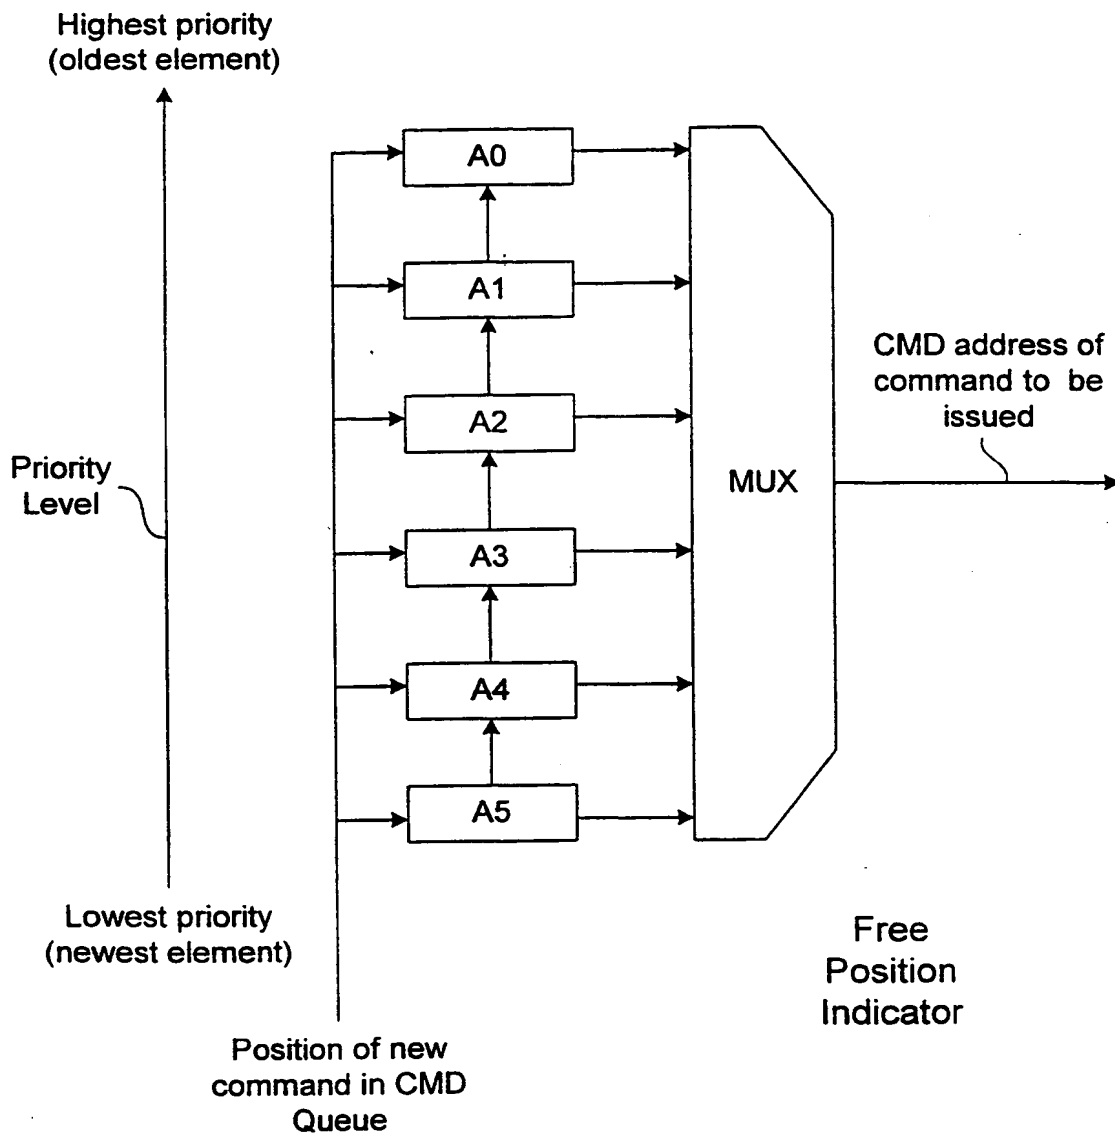 Highest priority
(oldest element)
A0
A1
CMD address of
command to be
issued
A2
Priority
Level
MUX
A3
A4
A5
Lowest priority
(newest element)
Free
Position
Indicator
Position of new
command in CMD
Queue